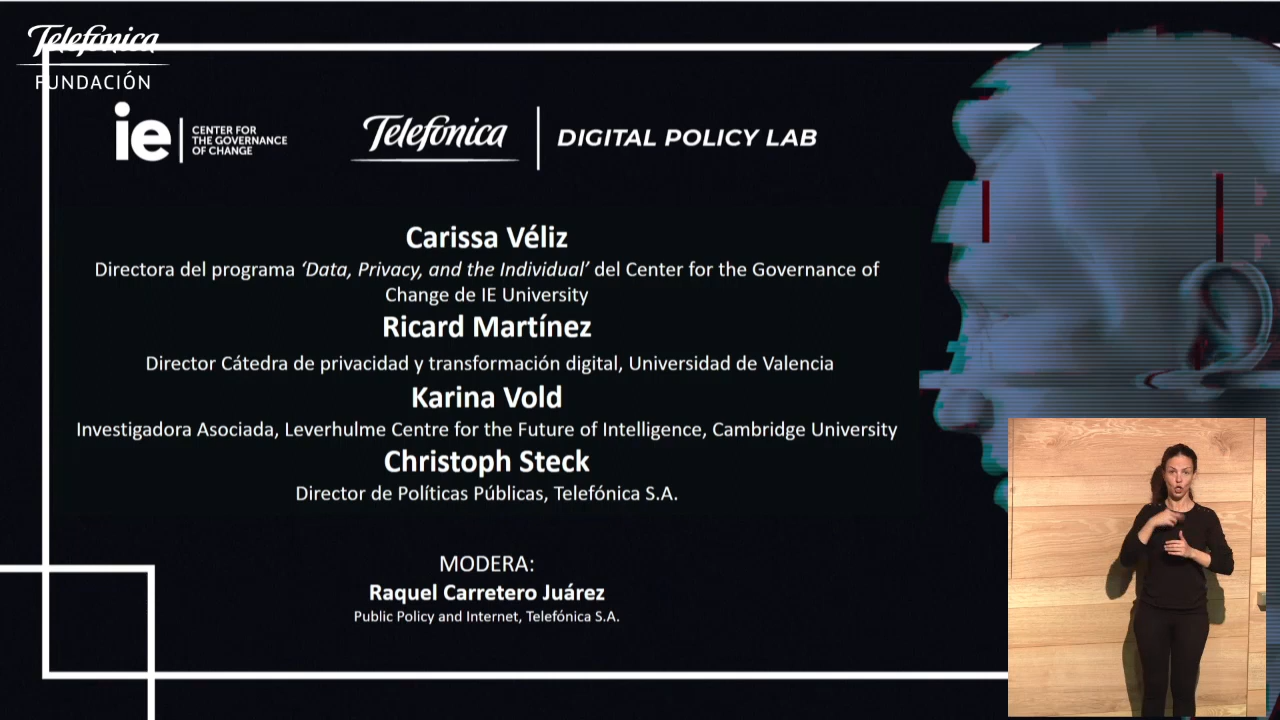 Telefónica
FUNDACIÓN
ie
CENTER FOR
THE GOVERNANCE
OF CHANGE
Telefónica
DIGITAL POLICY LAB
Carissa Véliz
Directora del programa ‘Data, Privacy, and the Individual’ del Center for the Governance of
Change de IE University
Ricard Martínez
Director Cátedra de privacidad y transformación digital, Universidad de Valencia
Karina Vold
Investigadora Asociada, Leverhulme Centre for the Future of Intelligence, Cambridge University
Christoph Steck
Director de Políticas Públicas, Telefónica S.A.
MODERA:
Raquel Carretero Juárez
Public Policy and Internet, Telefónica S.A.